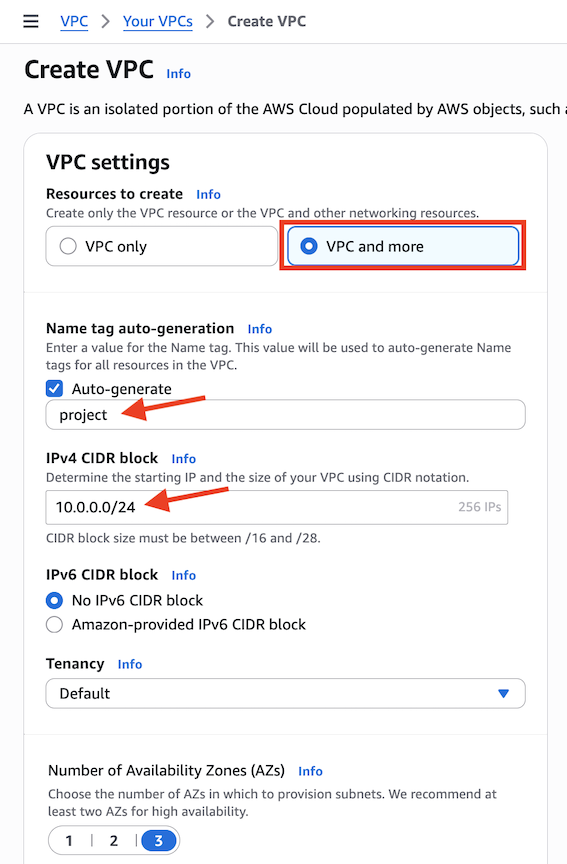 VPC > Your VPCs > Create VPC
Create VPC Info
A VPC is an isolated portion of the AWS Cloud populated by AWS objects, such
VPC settings
Resources to create Info
Create only the VPC resource or the VPC and other networking resources.
VPC only
VPC and more
Name tag auto-generation Info
Enter a value for the Name tag. This value will be used to auto-generate Name
tags for all resources in the VPC.
Auto-generate
project
IPv4 CIDR block Info
Determine the starting IP and the size of your VPC using CIDR notation.
10.0.0.0/24 256 IPs
CIDR block size must be between /16 and /28.
IPv6 CIDR block Info
No IPv6 CIDR block
Amazon-provided IPv6 CIDR block
Tenancy Info
Default
Number of Availability Zones (AZs) Info
Choose the number of AZs in which to provision subnets. We recommend at
least two AZs for high availability.
1 | 2 | 3